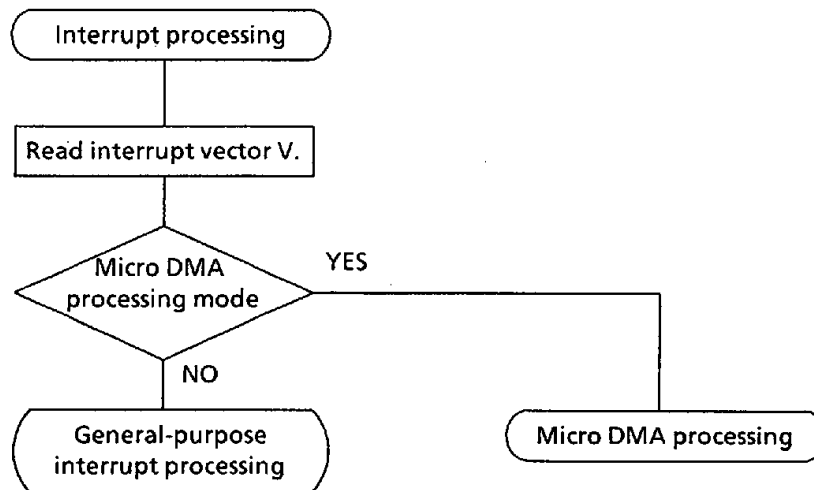 Interrupt processing
Read interrupt vector V.
Micro DMA
processing mode
YES
NO
General-purpose
interrupt processing
Micro DMA processing